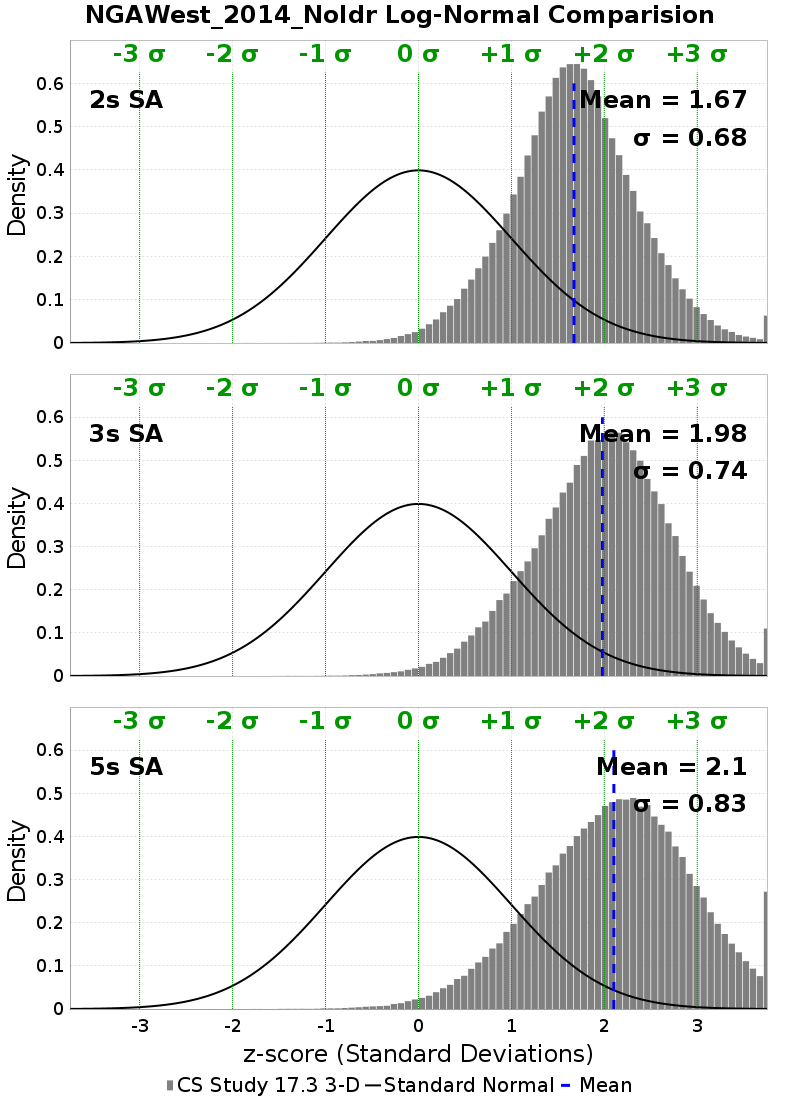 NGAWest_2014_NoIdr Log-Normal Comparision
-3 σ -2 σ -1 σ 0 σ +1 σ +2 σ +3 σ
2s SA
Mean = 1.67
σ = 0.68
Density
0.6
0.5
0.4
0.3
0.2
0.1
0
-3 σ -2 σ -1 σ 0 σ +1 σ +2 σ +3 σ
3s SA
Mean = 1.98
σ = 0.74
Density
0.6
0.5
0.4
0.3
0.2
0.1
0
-3 σ -2 σ -1 σ 0 σ +1 σ +2 σ +3 σ
5s SA
Mean = 2.1
σ = 0.83
Density
0.6
0.5
0.4
0.3
0.2
0.1
0
-3 -2 -1 0 1 2 3
z-score (Standard Deviations)
CS Study 17.3 3-D Standard Normal Mean